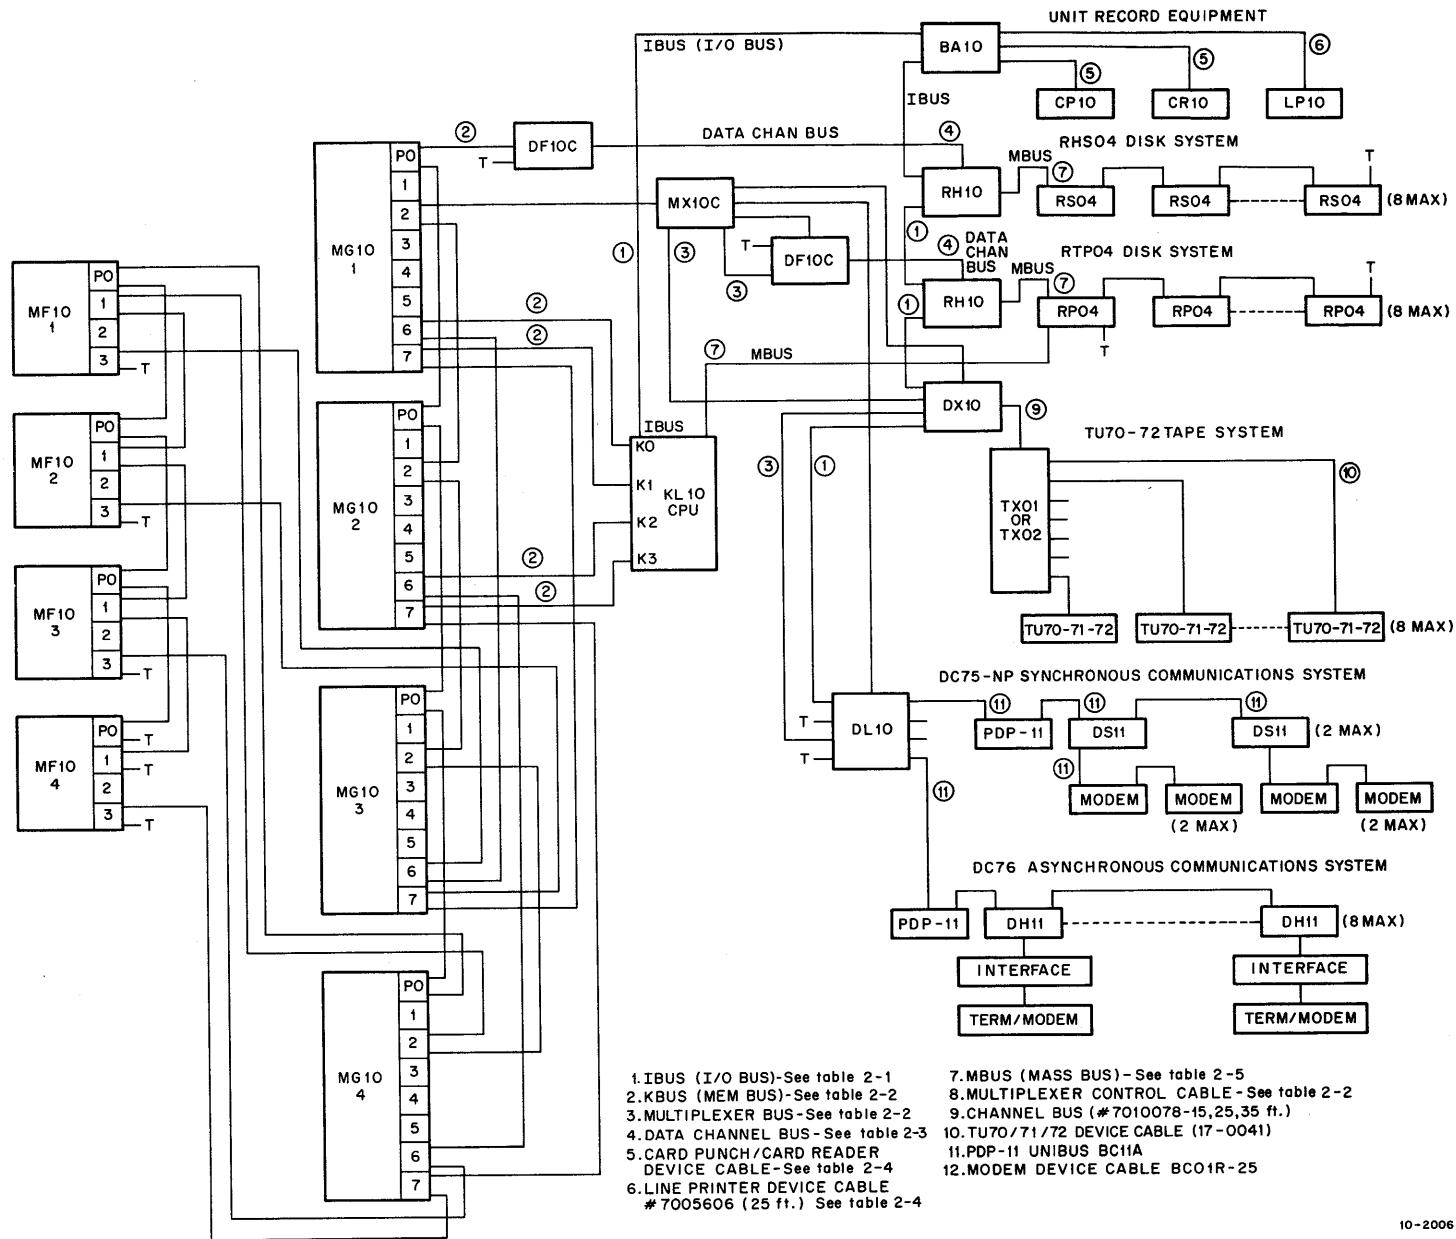 UNIT RECORD EQUIPMENT
IBUS (I/O BUS)
BA10
6
5
5
IBUS
CP10
CR10
LP10
2
DF10C
T
DATA CHAN BUS
4
RHS04 DISK SYSTEM
MG10
1
P0
1
2
3
4
5
6
7
MX10C
RH10
MBUS
7
RS04
RS04
RS04
T
(8 MAX)
1
3
T
DF10C
3
1
4
DATA
CHAN
BUS
RTP04 DISK SYSTEM
RH10
MBUS
7
RP04
RP04
RP04
T
(8 MAX)
T
1
2
2
7
MBUS
MF10
1
P0
1
2
3
T
MF10
2
P0
1
2
3
T
MF10
3
P0
1
2
3
T
MF10
4
P0
1
2
3
T
T
T
MG10
2
P0
1
2
3
4
5
6
7
2
2
IBUS
K0
K1
K2
K3
KL10
CPU
DX10
9
3
1
TU70-72 TAPE SYSTEM
TX01
OR
TX02
10
TU70-71-72
TU70-71-72
TU70-71-72
(8 MAX)
MG10
3
P0
1
2
3
4
5
6
7
DC75-NP SYNCHRONOUS COMMUNICATIONS SYSTEM
T
T
DL10
11
PDP-11
11
DS11
11
DS11
(2 MAX)
11
MODEM
MODEM
(2 MAX)
MODEM
MODEM
(2 MAX)
11
DC76 ASYNCHRONOUS COMMUNICATIONS SYSTEM
PDP-11
DH11
DH11
(8 MAX)
INTERFACE
INTERFACE
TERM/MODEM
TERM/MODEM
MG10
4
P0
1
2
3
4
5
6
7
1. IBUS (I/O BUS)-See table 2-1
2. KBUS (MEM BUS)-See table 2-2
3. MULTIPLEXER BUS-See table 2-2
4. DATA CHANNEL BUS-See table 2-3
5. CARD PUNCH/CARD READER
DEVICE CABLE-See table 2-4
6. LINE PRINTER DEVICE CABLE
#7005606 (25 ft.) See table 2-4
7. MBUS (MASS BUS)-See table 2-5
8. MULTIPLEXER CONTROL CABLE-See table 2-2
9. CHANNEL BUS (#7010078-15,25,35 ft.)
10. TU70/71/72 DEVICE CABLE (17-0041)
11. PDP-11 UNIBUS BC11A
12. MODEM DEVICE CABLE BC01R-25
10-2006